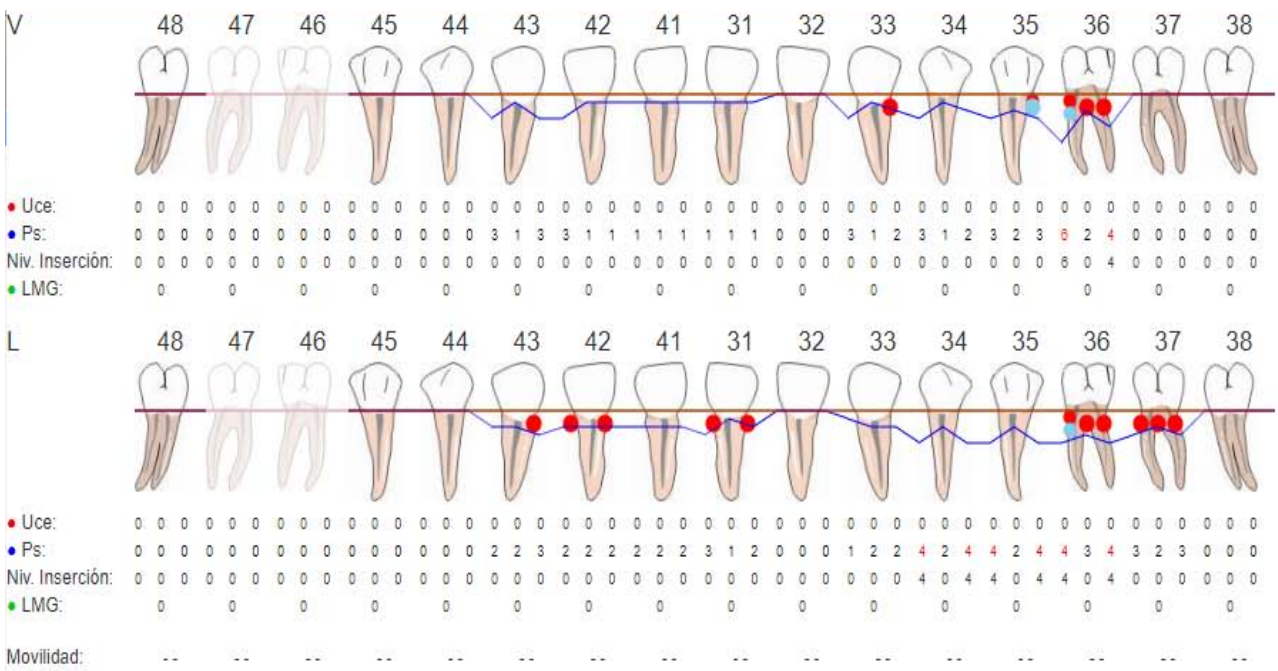 V 48 47 46 45 44 43 42 41 31 32 33 34 35 36 37 38
Uce: 0 0 0 0 0 0 0 0 0 0 0 0 0 0 0 0 0 0 0 0 0 0 0 0 0 0 0 0 0 0 0 0 0 0 0 0 0 0 0 0 0 0 0 0 0 0 0 0
Ps: 0 0 0 0 0 0 0 0 0 0 0 0 0 0 0 3 1 3 3 1 1 1 1 1 1 1 1 0 0 0 3 1 2 3 1 2 3 2 3 6 2 4 0 0 0 0 0 0
Niv. Inserción: 0 0 0 0 0 0 0 0 0 0 0 0 0 0 0 0 0 0 0 0 0 0 0 0 0 0 0 0 0 0 0 0 0 0 0 0 0 0 0 6 0 4 0 0 0 0 0 0
LMG: 0 0 0 0 0 0 0 0 0 0 0 0 0 0 0 0
L 48 47 46 45 44 43 42 41 31 32 33 34 35 36 37 38
Uce: 0 0 0 0 0 0 0 0 0 0 0 0 0 0 0 0 0 0 0 0 0 0 0 0 0 0 0 0 0 0 0 0 0 0 0 0 0 0 0 0 0 0 0 0 0 0 0 0
Ps: 0 0 0 0 0 0 0 0 0 0 0 0 0 0 0 2 2 3 2 2 2 2 2 2 3 1 2 0 0 0 1 2 2 4 2 4 4 2 4 4 3 4 3 2 3 0 0 0
Niv. Inserción: 0 0 0 0 0 0 0 0 0 0 0 0 0 0 0 0 0 0 0 0 0 0 0 0 0 0 0 0 0 0 0 0 0 4 0 4 4 0 4 4 0 4 0 0 0 0 0 0
LMG: 0 0 0 0 0 0 0 0 0 0 0 0 0 0 0 0
Movilidad: -- -- -- -- -- -- -- -- -- -- -- -- -- -- -- --